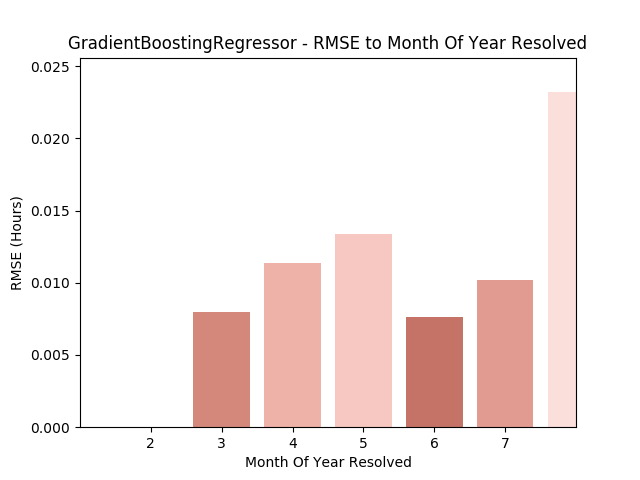 GradientBoostingRegressor - RMSE to Month Of Year Resolved
0.025
0.020
0.015
0.010
0.005
0.000
RMSE (Hours)
2 3 4 5 6 7
Month Of Year Resolved